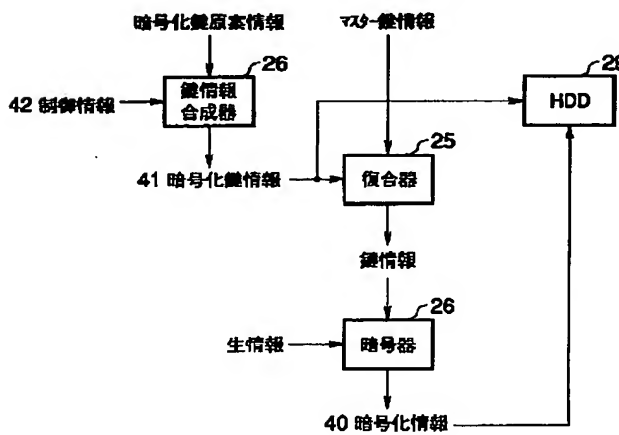 暗号化鍵原案情報
マスター鍵情報
26
鍵情報
合成器
42 制御情報
28
HDD
25
41 暗号化鍵情報
復合器
鍵情報
26
生情報
暗号器
40 暗号化情報